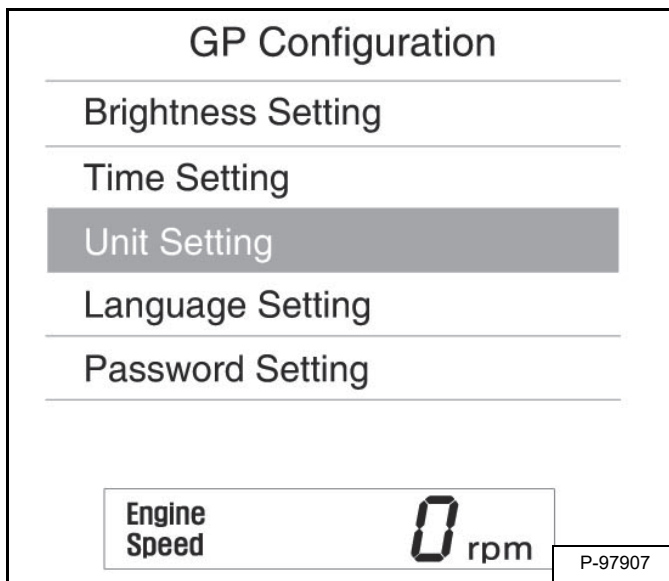 GP Configuration
Brightness Setting
Time Setting
Unit Setting
Language Setting
Password Setting
Engine
Speed
0 rpm
P-97907